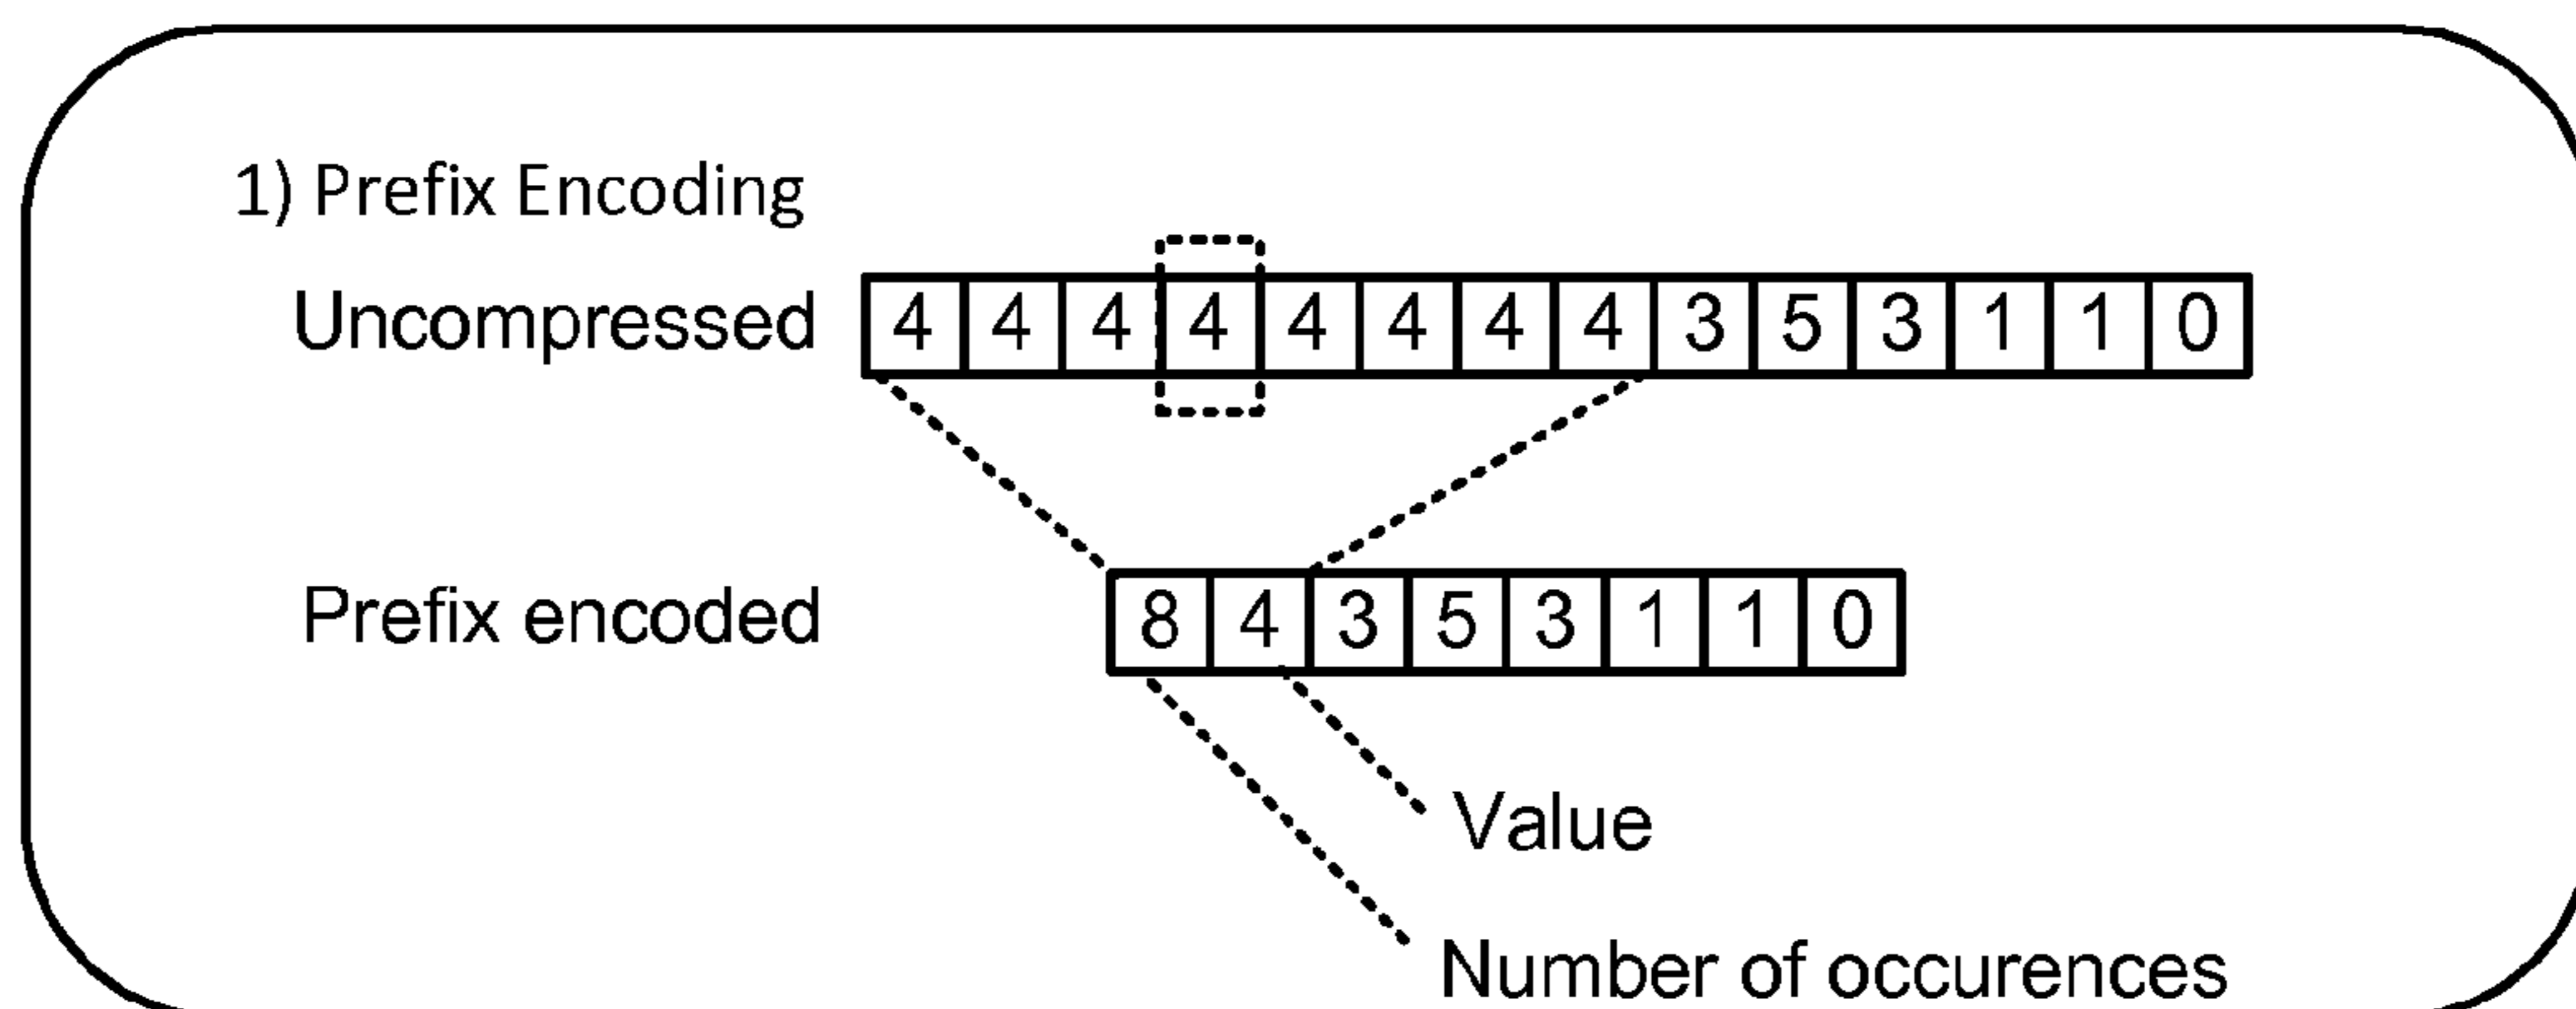 1) Prefix Encoding
Uncompressed 4 4 4 4 4 4 4 4 3 5 3 1 1 0
Prefix encoded 8 4 3 5 3 1 1 0
Value
Number of occurences